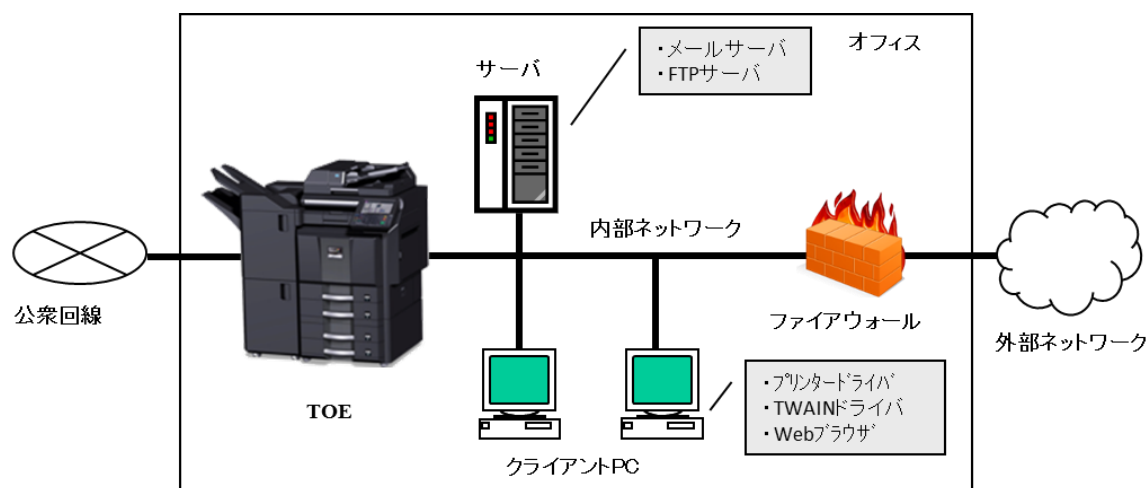 オフィス
・メールサーバ
・FTPサーバ
サーバ
内部ネットワーク
公衆回線
ファイアウォール
外部ネットワーク
TOE
・プリンタードライバ
・TWAINドライバ
・Webブラウザ
クライアントPC